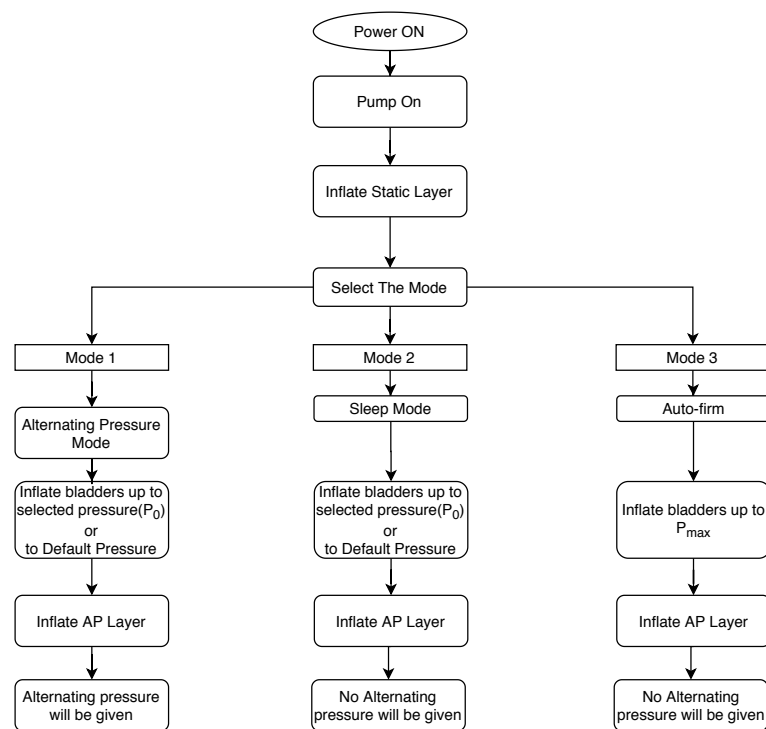 Power ON
Pump On
Inflate Static Layer
Select The Mode
Mode 1
Mode 2
Mode 3
Alternating Pressure
Mode
Sleep Mode
Auto-firm
Inflate bladders up to
selected pressure(P0)
or
to Default Pressure
Inflate bladders up to
selected pressure(P0)
or
to Default Pressure
Inflate bladders up to
Pmax
Inflate AP Layer
Inflate AP Layer
Inflate AP Layer
Alternating pressure
will be given
No Alternating
pressure will be given
No Alternating
pressure will be given